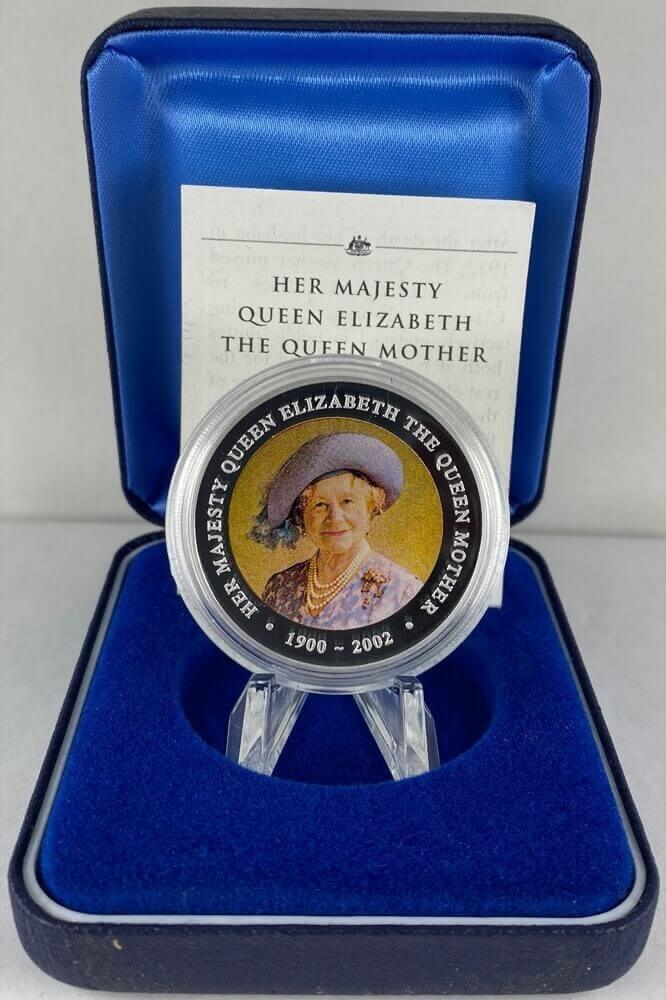 HER MAJESTY
QUEEN ELIZABETH
THE QUEEN MOTHER
HER MAJESTY QUEEN ELIZABETH THE QUEEN MOTHER
• 1900 ~ 2002 •